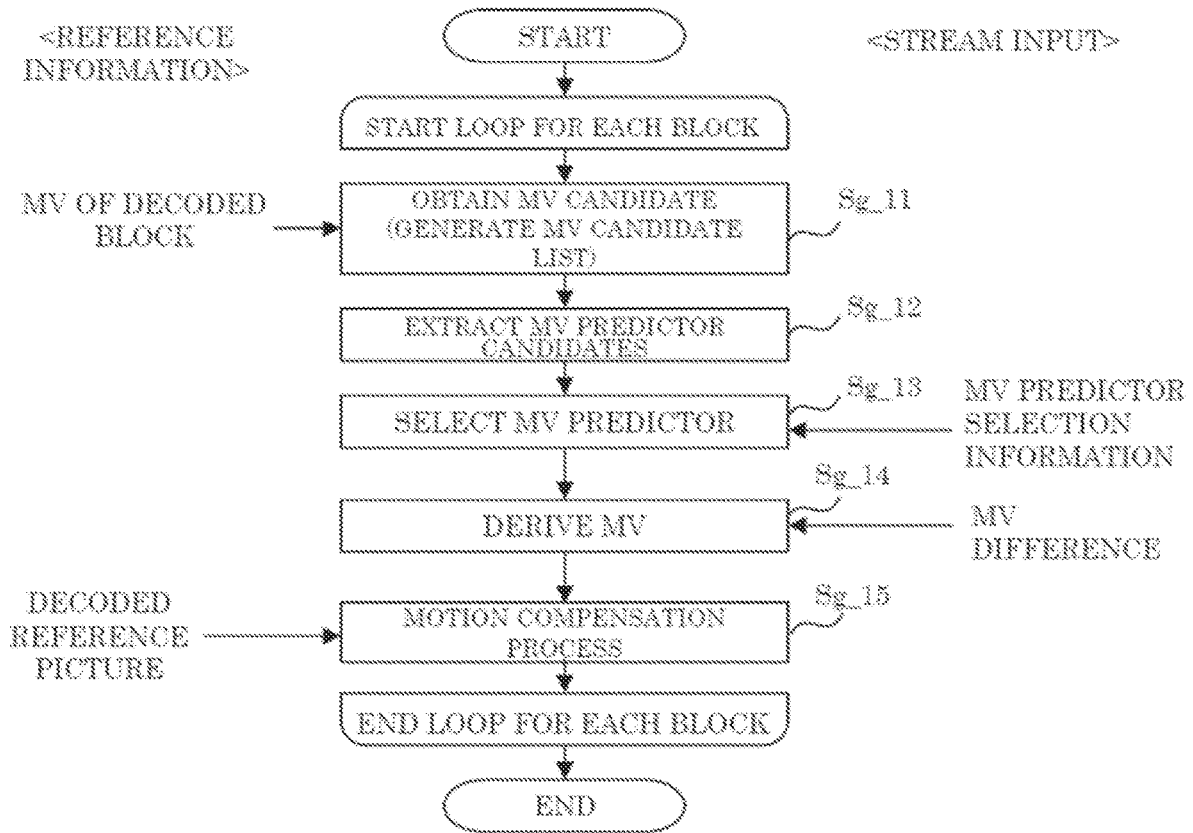 <REFERENCE
INFORMATION>
START
<STREAM INPUT>
START LOOP FOR EACH BLOCK
MV OF DECODED
BLOCK
OBTAIN MV CANDIDATE
(GENERATE MV CANDIDATE
LIST)
Sg_11
EXTRACT MV PREDICTOR
CANDIDATES
Sg_12
SELECT MV PREDICTOR
Sg_13
MV PREDICTOR
SELECTION
INFORMATION
DERIVE MV
Sg_14
MV
DIFFERENCE
DECODED
REFERENCE
PICTURE
MOTION COMPENSATION
PROCESS
Sg_15
END LOOP FOR EACH BLOCK
END